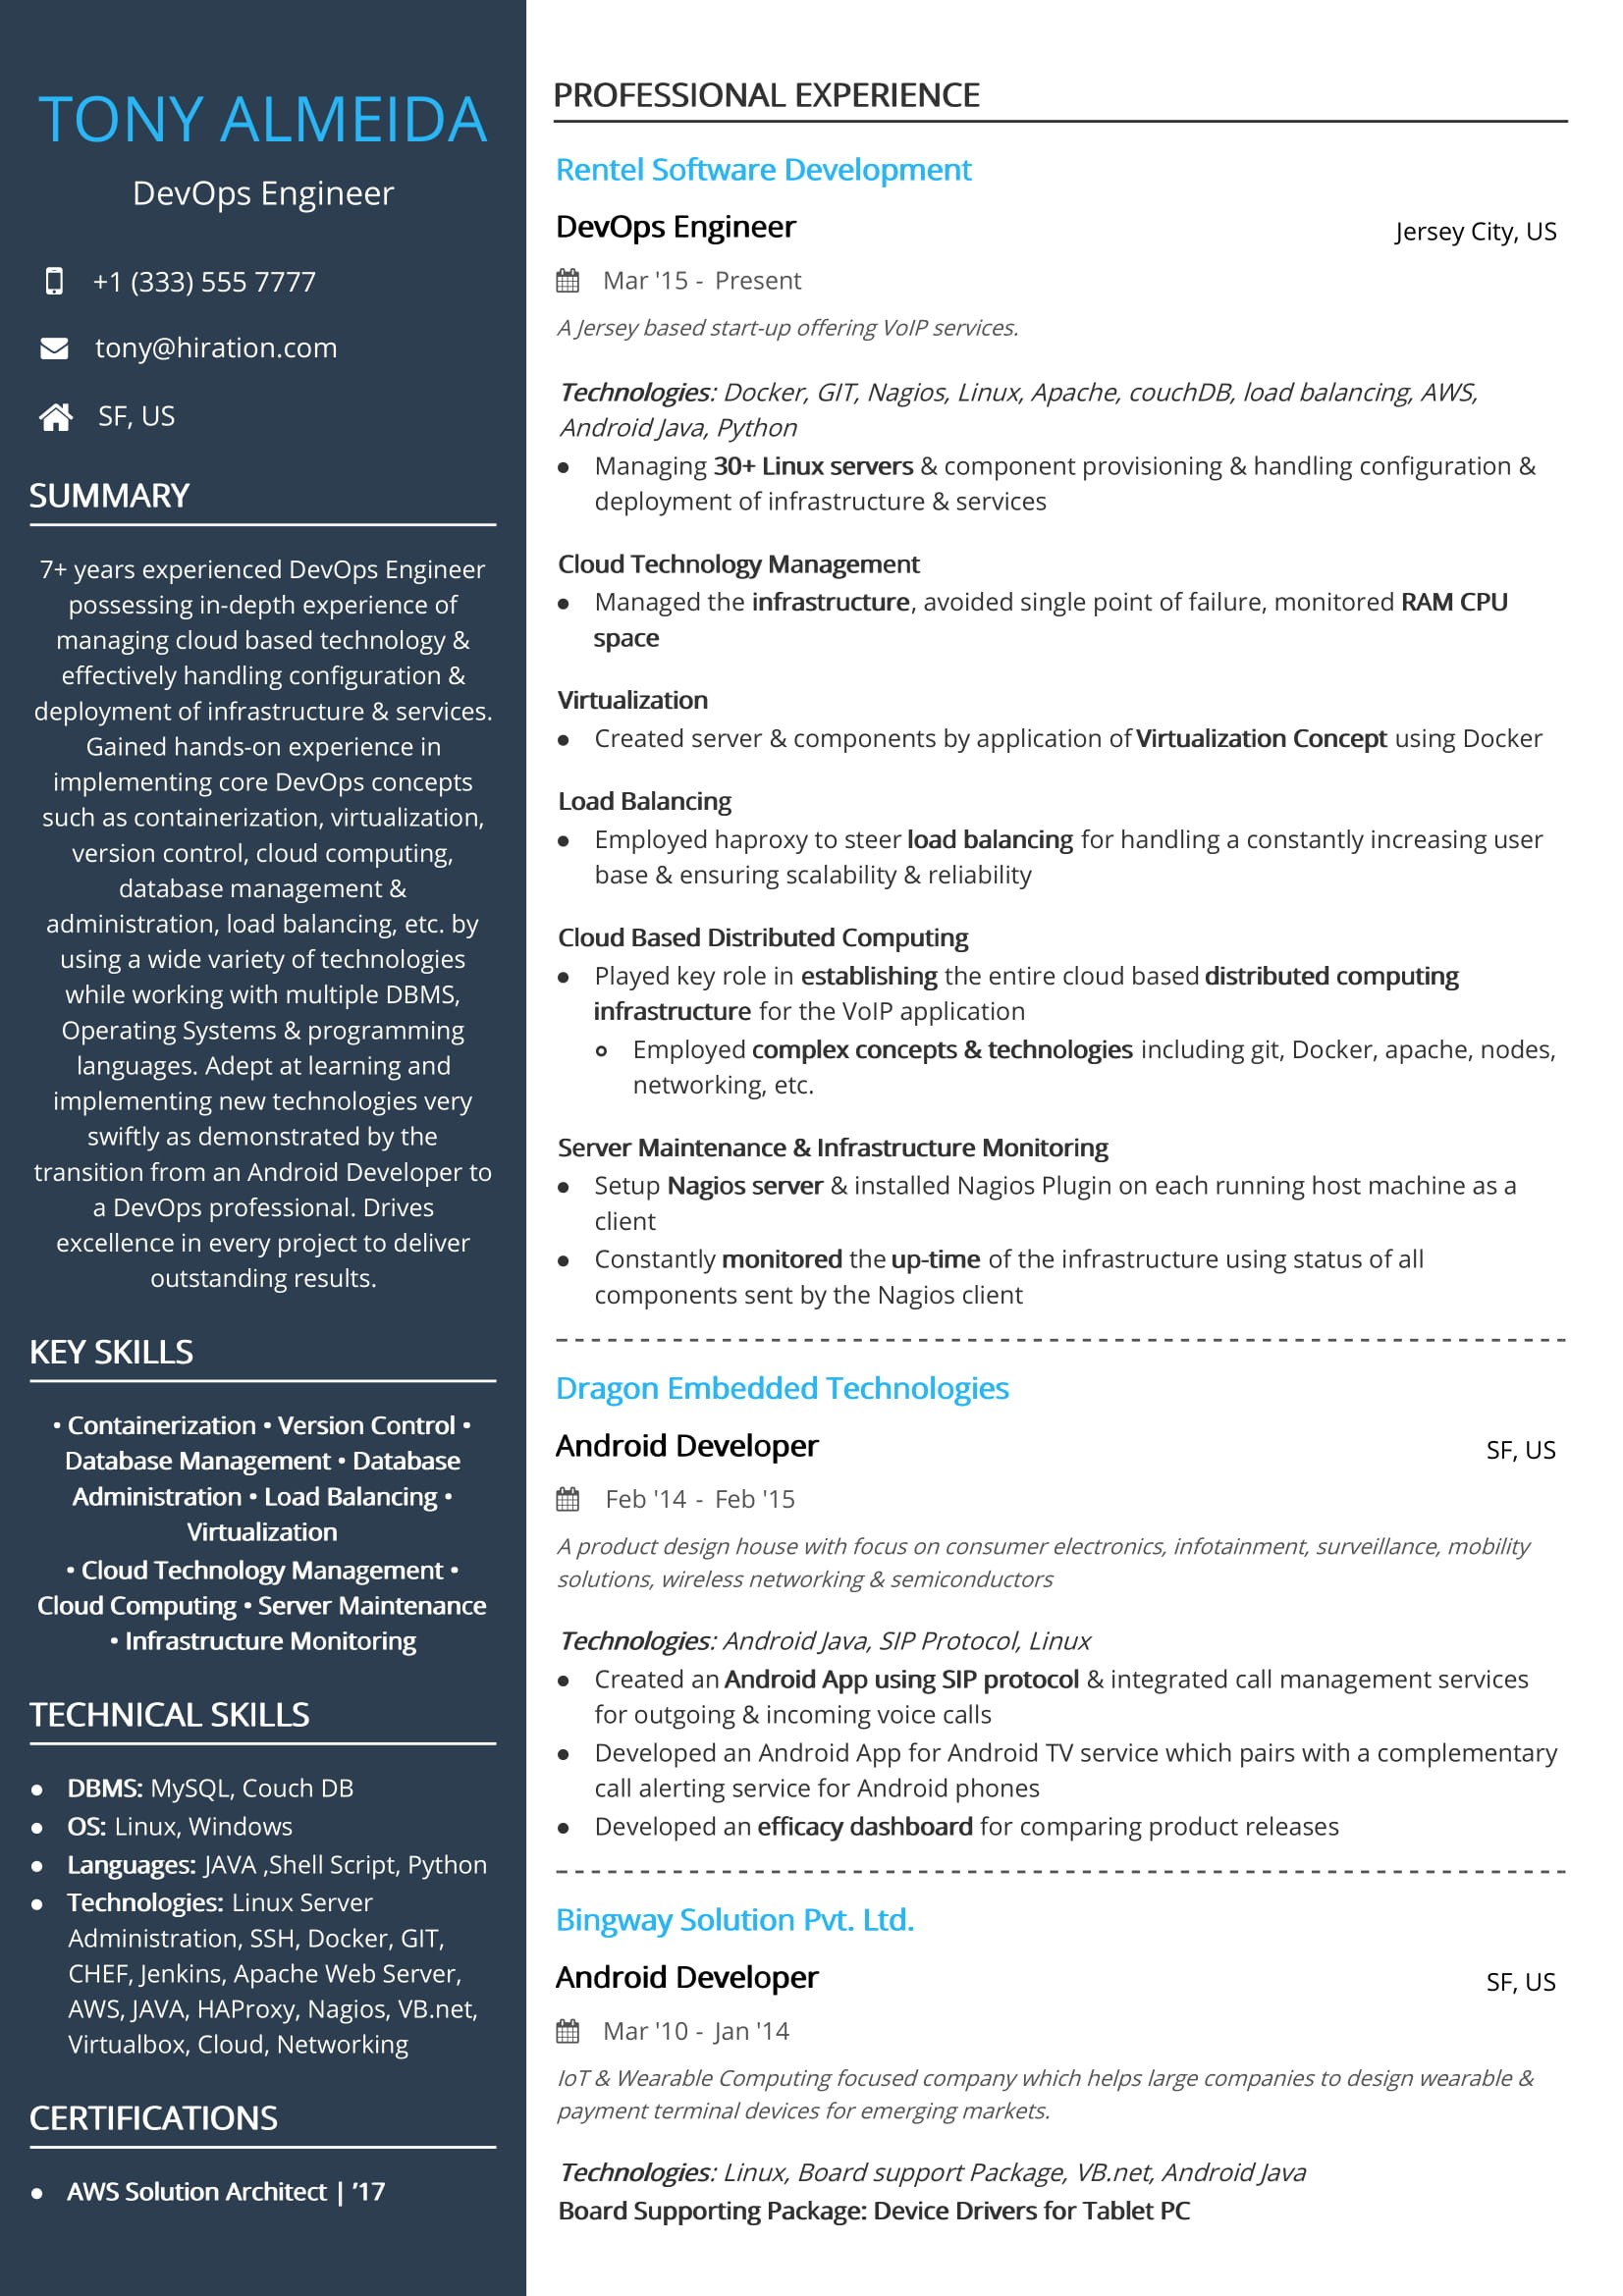 TONY ALMEIDA
DevOps Engineer
+1 (333) 555 7777
tony@hiration.com
SF, US
SUMMARY
7+ years experienced DevOps Engineer
possessing in-depth experience of
managing cloud based technology &
effectively handling configuration &
deployment of infrastructure & services.
Gained hands-on experience in
implementing core DevOps concepts
such as containerization, virtualization,
version control, cloud computing,
database management &
administration, load balancing, etc. by
using a wide variety of technologies
while working with multiple DBMS,
Operating Systems & programming
languages. Adept at learning and
implementing new technologies very
swiftly as demonstrated by the
transition from an Android Developer to
a DevOps professional. Drives
excellence in every project to deliver
outstanding results.
KEY SKILLS
• Containerization • Version Control •
Database Management • Database
Administration • Load Balancing •
Virtualization
• Cloud Technology Management •
Cloud Computing • Server Maintenance
• Infrastructure Monitoring
TECHNICAL SKILLS
● DBMS: MySQL, Couch DB
● OS: Linux, Windows
● Languages: JAVA ,Shell Script, Python
● Technologies: Linux Server
Administration, SSH, Docker, GIT,
CHEF, Jenkins, Apache Web Server,
AWS, JAVA, HAProxy, Nagios, VB.net,
Virtualbox, Cloud, Networking
CERTIFICATIONS
● AWS Solution Architect | '17
PROFESSIONAL EXPERIENCE
Rentel Software Development
DevOps Engineer Jersey City, US
Mar '15 - Present
A Jersey based start-up offering VoIP services.
Technologies: Docker, GIT, Nagios, Linux, Apache, couchDB, load balancing, AWS,
Android Java, Python
● Managing 30+ Linux servers & component provisioning & handling configuration &
deployment of infrastructure & services
Cloud Technology Management
● Managed the infrastructure, avoided single point of failure, monitored RAM CPU
space
Virtualization
● Created server & components by application of Virtualization Concept using Docker
Load Balancing
● Employed haproxy to steer load balancing for handling a constantly increasing user
base & ensuring scalability & reliability
Cloud Based Distributed Computing
● Played key role in establishing the entire cloud based distributed computing
infrastructure for the VoIP application
○ Employed complex concepts & technologies including git, Docker, apache, nodes,
networking, etc.
Server Maintenance & Infrastructure Monitoring
● Setup Nagios server & installed Nagios Plugin on each running host machine as a
client
● Constantly monitored the up-time of the infrastructure using status of all
components sent by the Nagios client
Dragon Embedded Technologies
Android Developer SF, US
Feb '14 - Feb '15
A product design house with focus on consumer electronics, infotainment, surveillance, mobility
solutions, wireless networking & semiconductors
Technologies: Android Java, SIP Protocol, Linux
● Created an Android App using SIP protocol & integrated call management services
for outgoing & incoming voice calls
● Developed an Android App for Android TV service which pairs with a complementary
call alerting service for Android phones
● Developed an efficacy dashboard for comparing product releases
Bingway Solution Pvt. Ltd.
Android Developer SF, US
Mar '10 - Jan '14
IoT & Wearable Computing focused company which helps large companies to design wearable &
payment terminal devices for emerging markets.
Technologies: Linux, Board support Package, VB.net, Android Java
Board Supporting Package: Device Drivers for Tablet PC